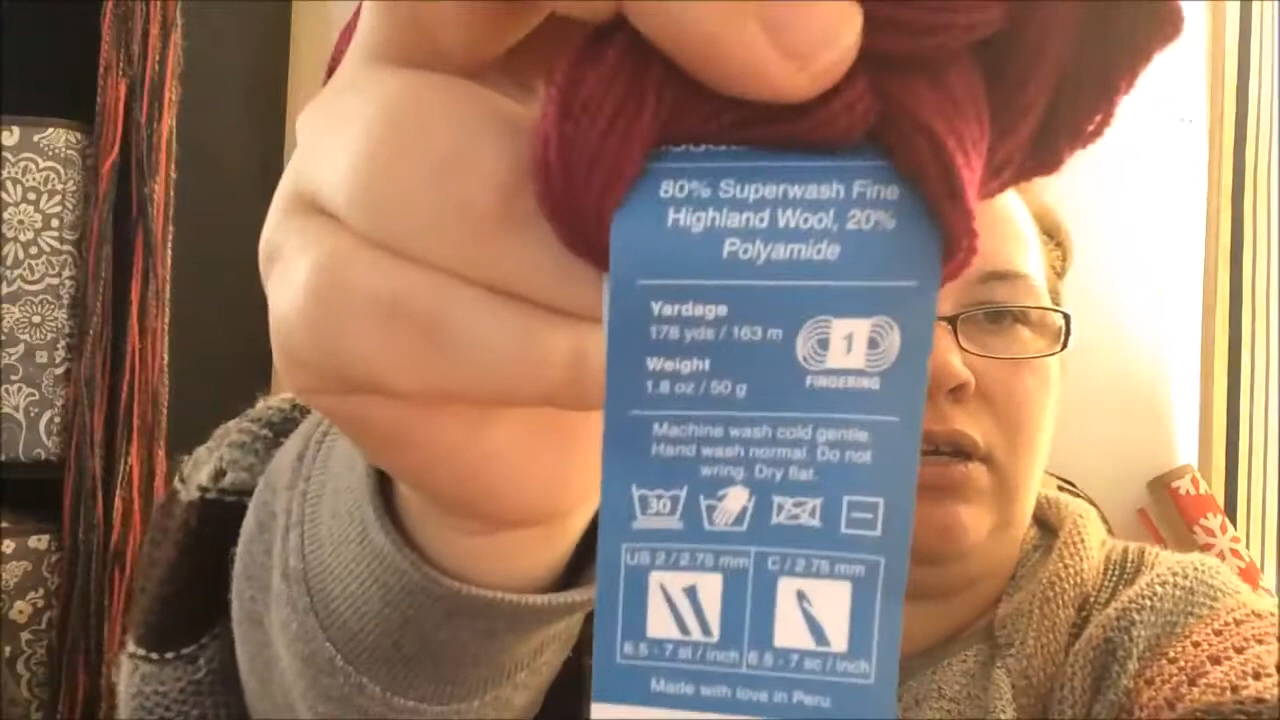 80% Superwash Fine
Highland Wool, 20%
Polyamide
Yardage
178 yds / 163 m
Weight
1.8 oz / 50 g
1
FINGERING
Machine wash cold gentle.
Hand wash normal. Do not
wring. Dry flat.
30
US 2 / 2.75 mm
C / 2.75 mm
6.5 - 7 st / inch
6.5 - 7 sc / inch
Made with love in Peru